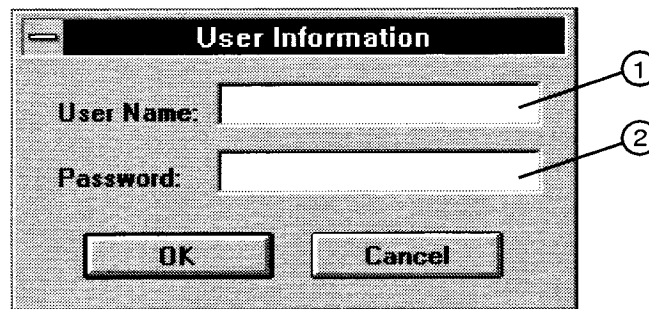 User Information
User Name:
1
Password:
2
OK Cancel